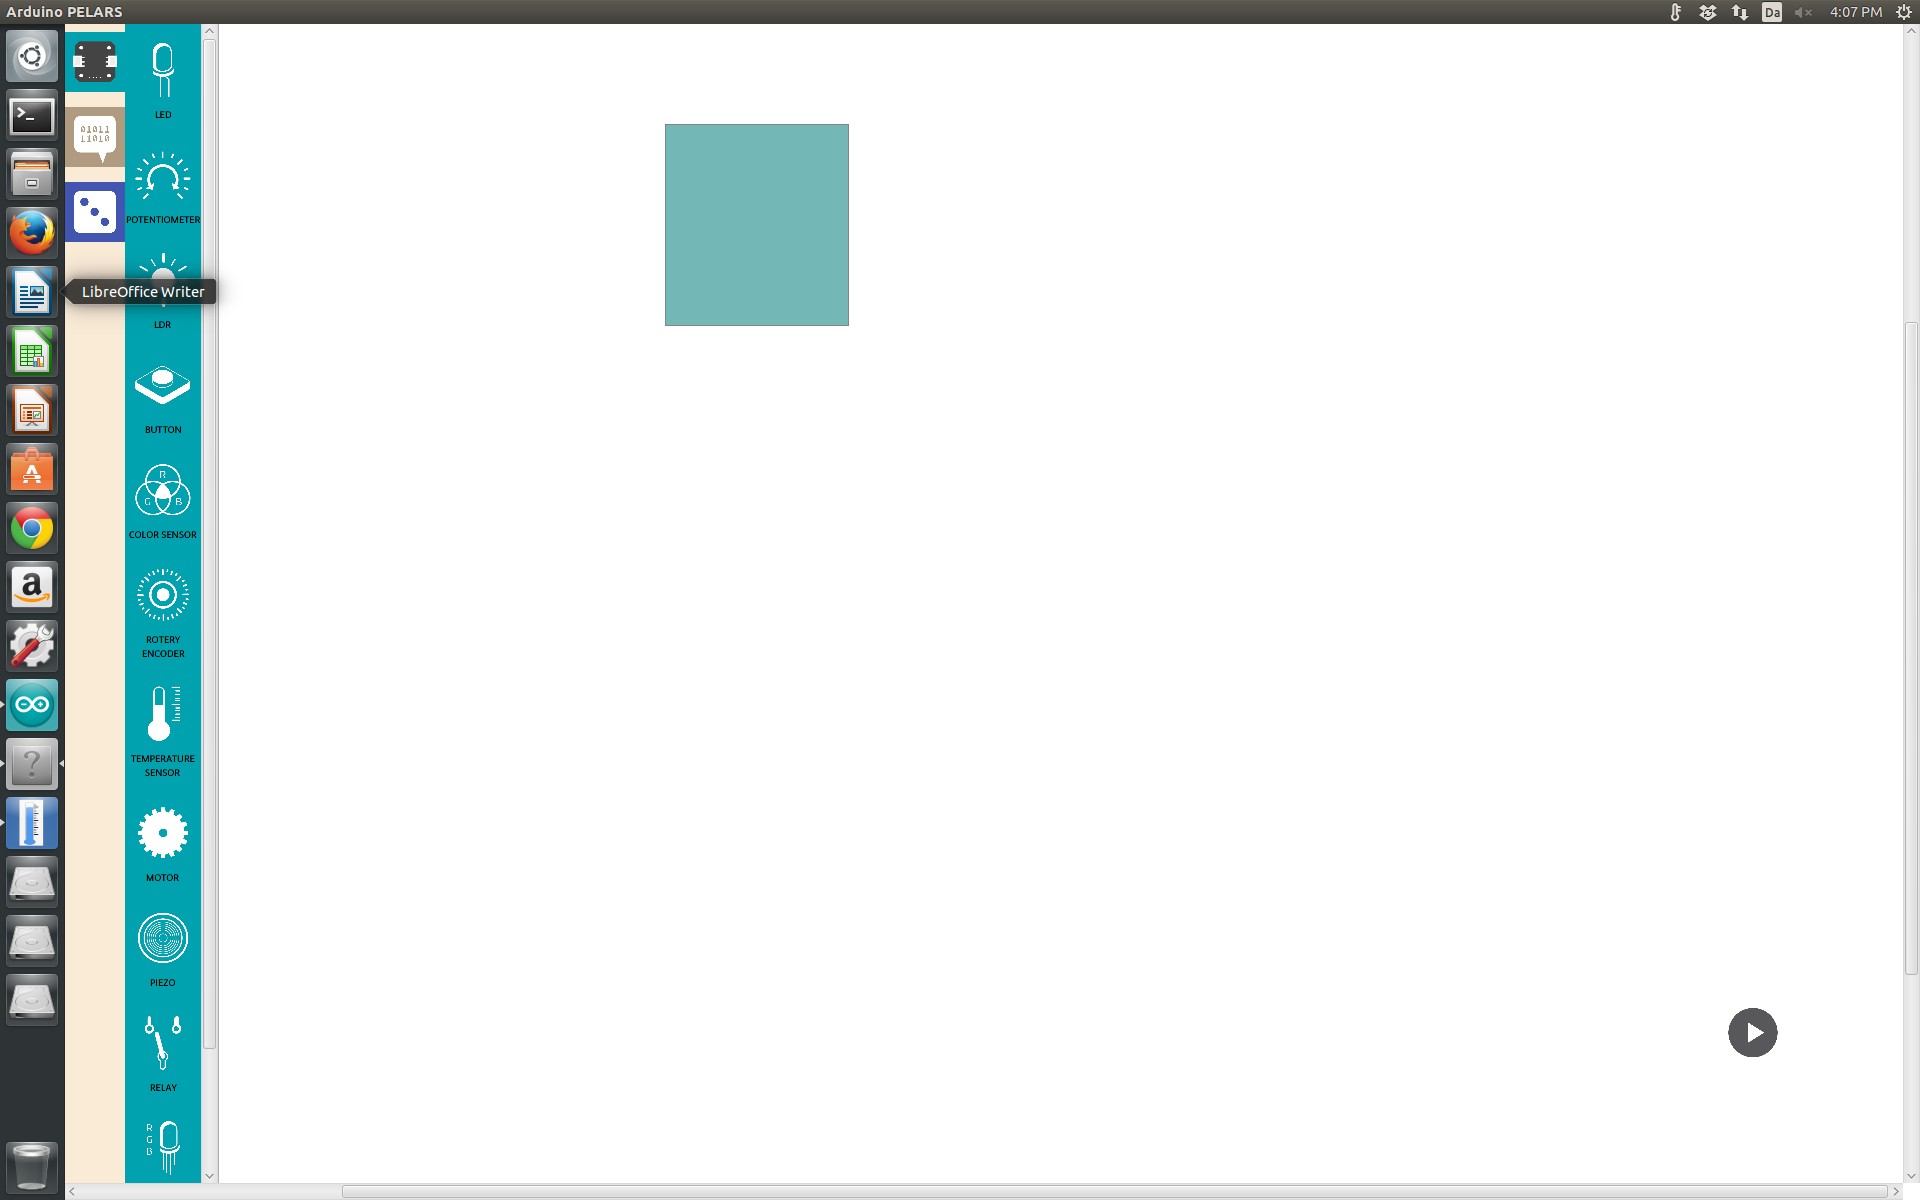 Arduino PELARS
Da
4:07 PM
01011
11010
LED
POTENTIOMETER
LibreOffice Writer
LDR
BUTTON
R
G B
COLOR SENSOR
ROTERY
ENCODER
TEMPERATURE
SENSOR
MOTOR
PIEZO
RELAY
R
G
B
A
a
?